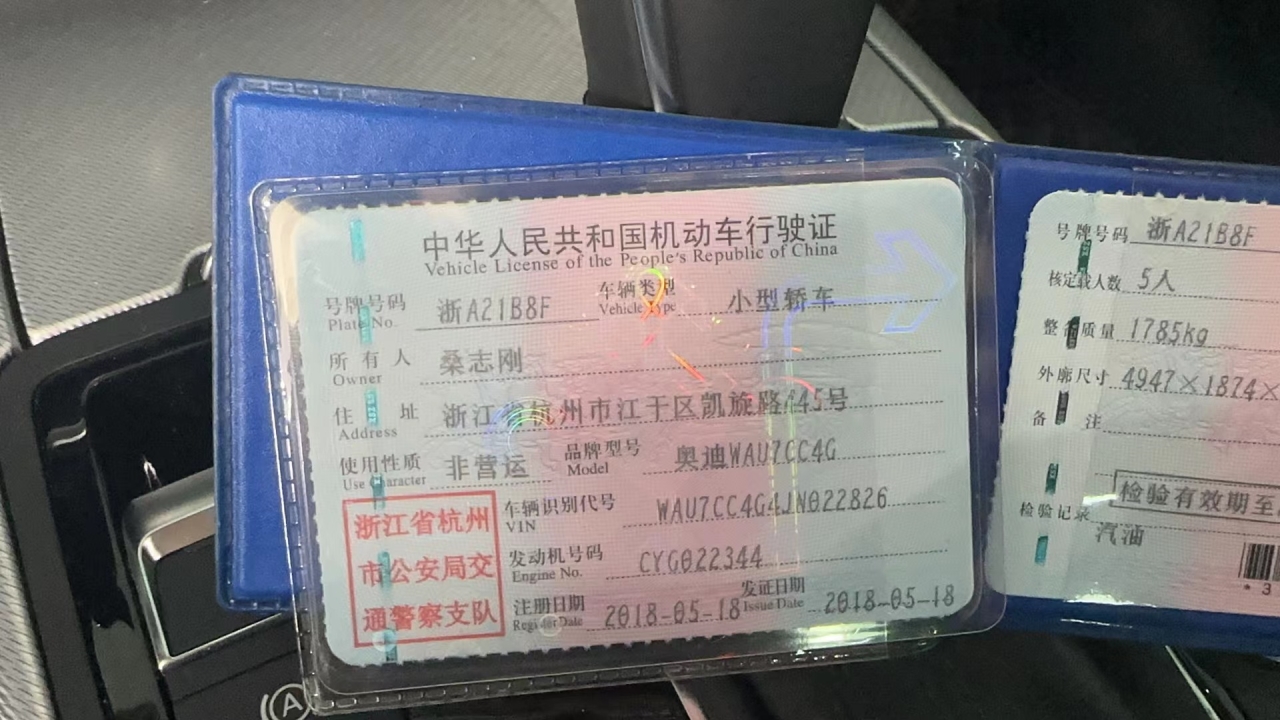 中华人民共和国机动车行驶证
Vehicle License of the People's Republic of China
号牌号码 浙A21B8F 车辆类型 小型轿车
Plate No. Vehicle Type
所有人 桑志刚
Owner
住址 浙江省杭州市江干区凯旋路445号
Address
使用性质 非营运 品牌型号 奥迪WAU7CC4G
Use Character Model
浙江省杭州
市公安局交
通警察支队
车辆识别代号 WAU7CC4G4JN022826
VIN
发动机号码 CYG022344
Engine No.
注册日期 2018-05-18 发证日期 2018-05-18
Register Date Issue Date
号牌号码 浙A21B8F
核定载人数 5人
整备质量 1785kg
外廓尺寸 4947×1874×
备注
检验有效期至
检验记录
汽油
* 3
A